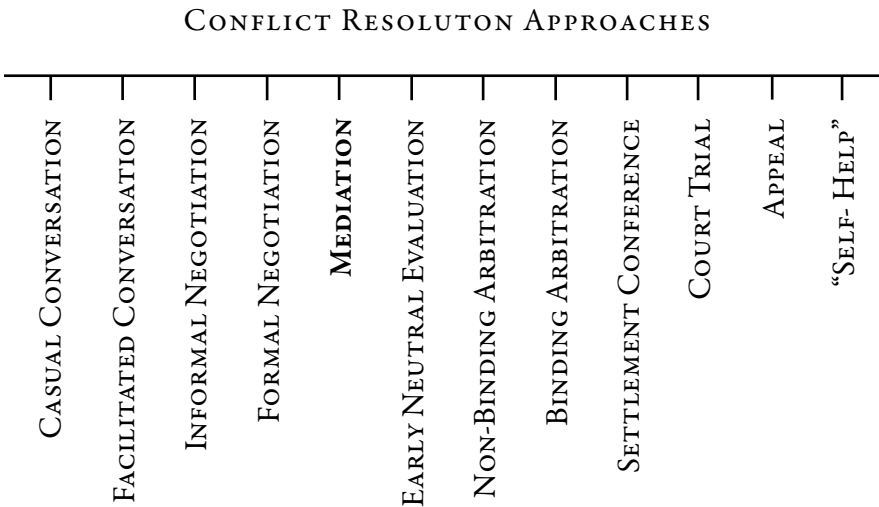 Conflict Resoluton Approaches
Casual Conversation
Facilitated Conversation
Informal Negotiation
Formal Negotiation
Mediation
Early Neutral Evaluation
Non-Binding Arbitration
Binding Arbitration
Settlement Conference
Court Trial
Appeal
“Self- Help”